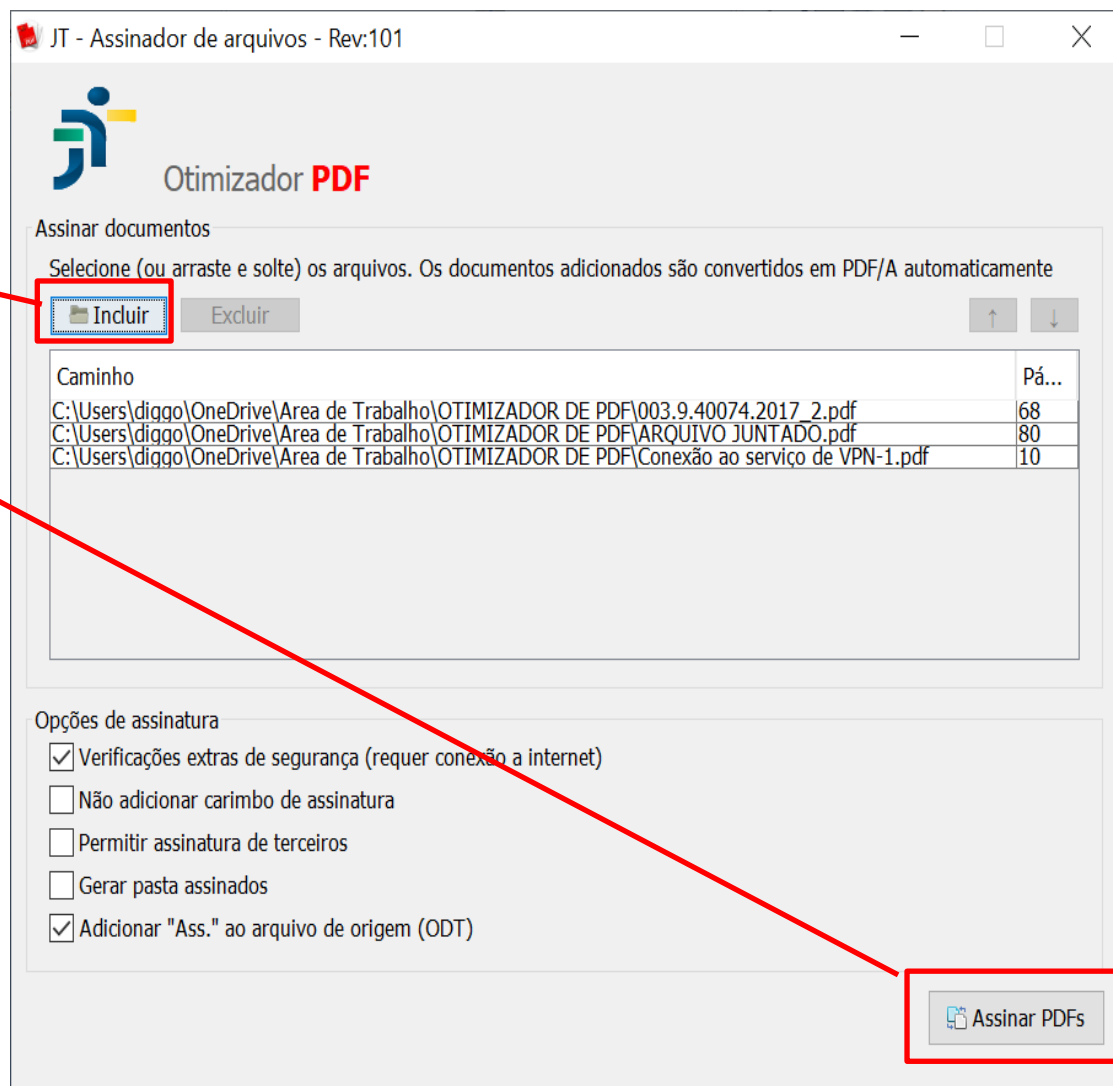 JT - Assinador de arquivos - Rev:101
Otimizador PDF
Assinar documentos
Selecione (ou arraste e solte) os arquivos. Os documentos adicionados são convertidos em PDF/A automaticamente
Incluir Excluir ↑ ↓
Caminho Pá...
C:\Users\diggo\OneDrive\Area de Trabalho\OTIMIZADOR DE PDF\003.9.40074.2017_2.pdf 68
C:\Users\diggo\OneDrive\Area de Trabalho\OTIMIZADOR DE PDF\ARQUIVO JUNTADO.pdf 80
C:\Users\diggo\OneDrive\Area de Trabalho\OTIMIZADOR DE PDF\Conexão ao serviço de VPN-1.pdf 10
Opções de assinatura
Verificações extras de segurança (requer conexão a internet)
Não adicionar carimbo de assinatura
Permitir assinatura de terceiros
Gerar pasta assinados
Adicionar "Ass." ao arquivo de origem (ODT)
Assinar PDFs